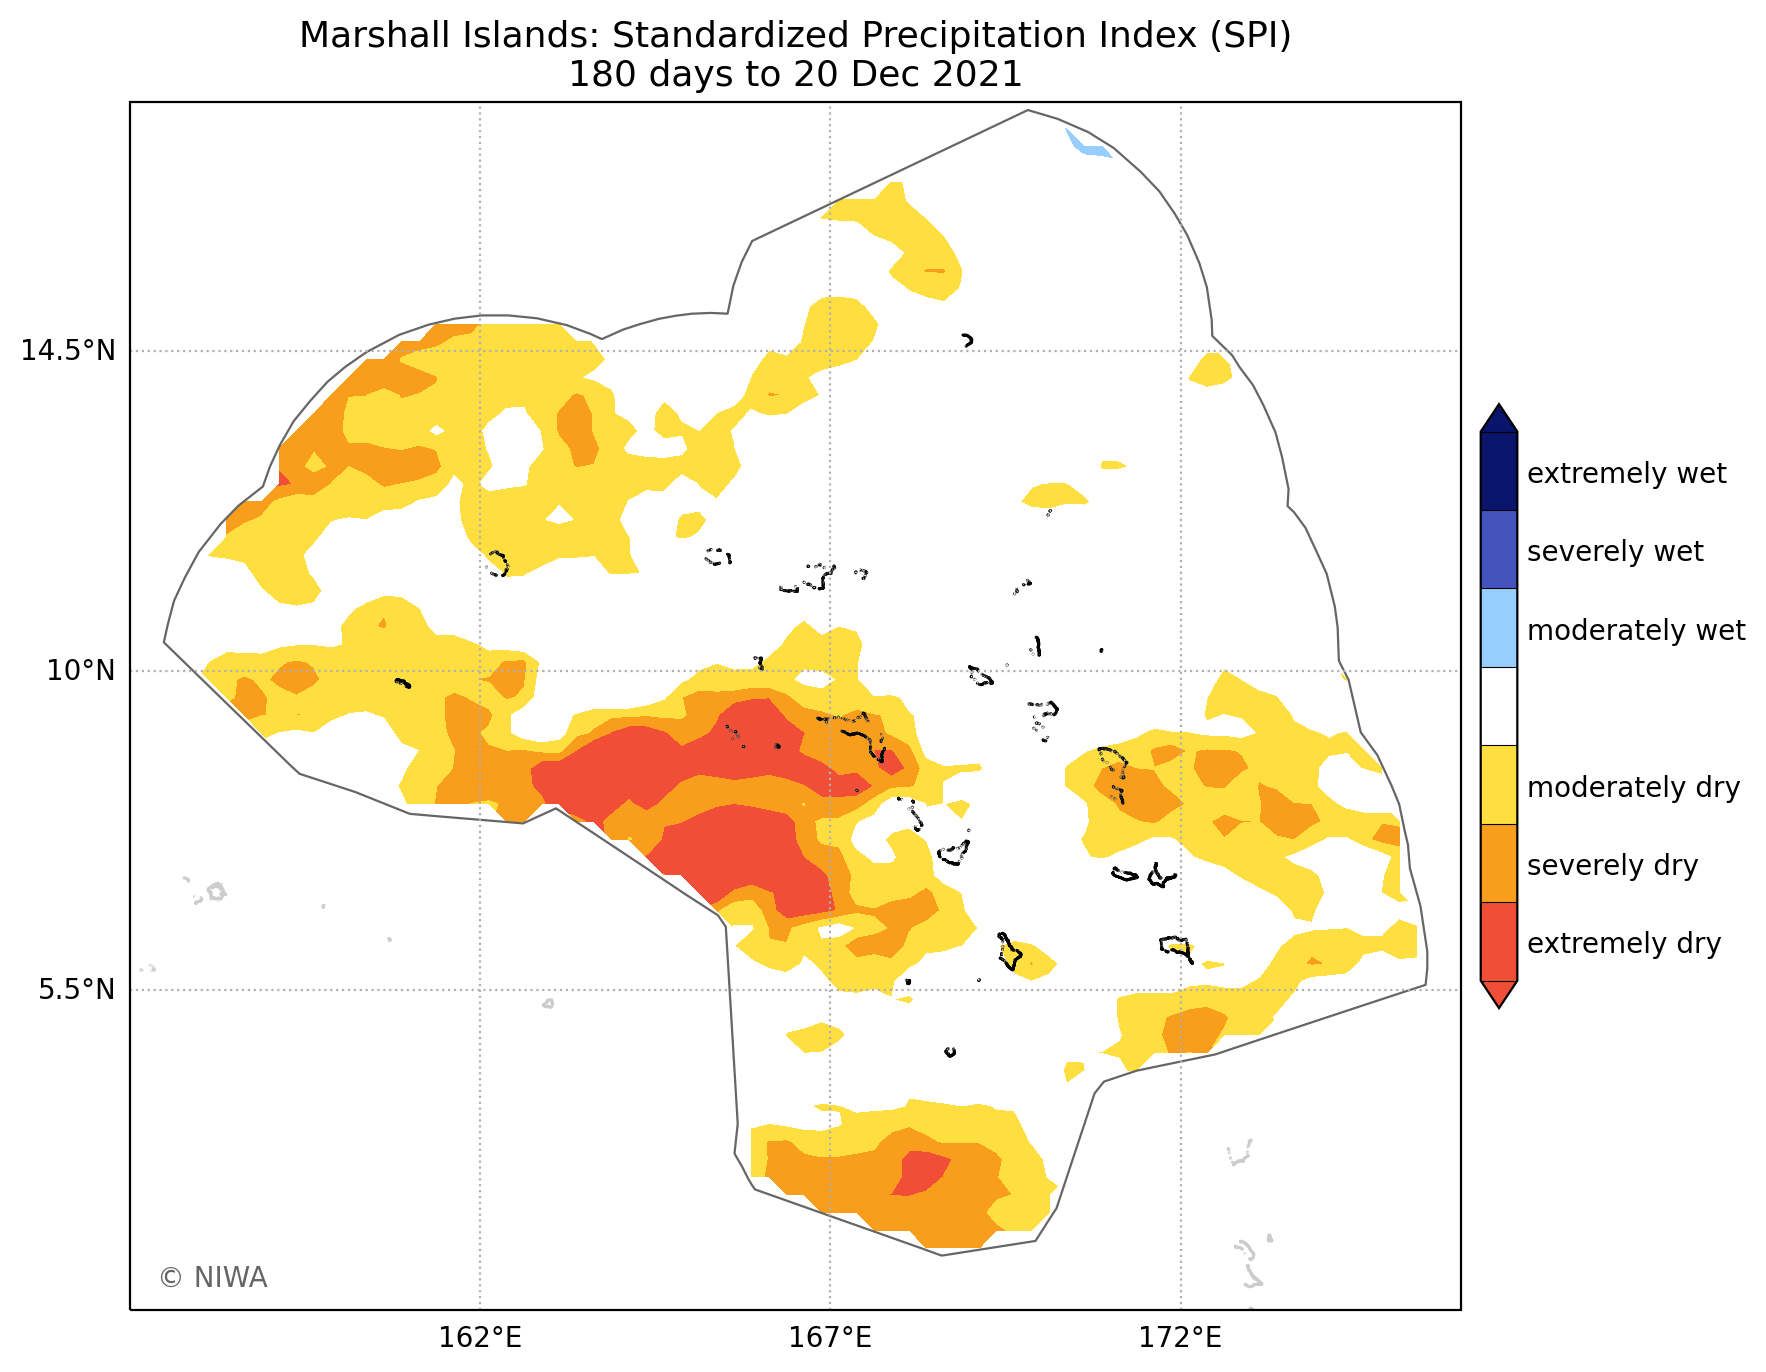 Marshall Islands: Standardized Precipitation Index (SPI)
180 days to 20 Dec 2021
14.5°N
10°N
5.5°N
162°E
167°E
172°E
extremely wet
severely wet
moderately wet
moderately dry
severely dry
extremely dry
© NIWA